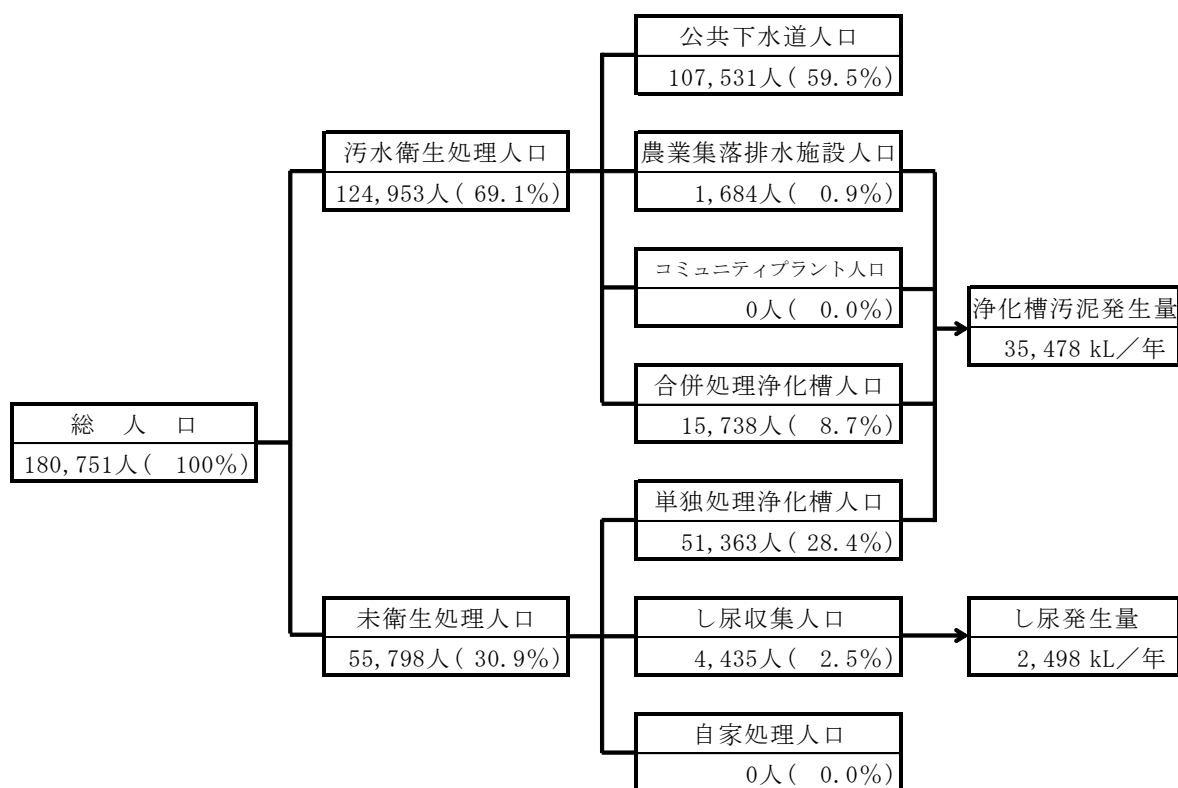 総　人　口
180,751人(　100%)
汚水衛生処理人口
124,953人( 69.1%)
未衛生処理人口
55,798人( 30.9%)
公共下水道人口
107,531人( 59.5%)
農業集落排水施設人口
1,684人(　0.9%)
コミュニティプラント人口
0人(　0.0%)
合併処理浄化槽人口
15,738人(　8.7%)
単独処理浄化槽人口
51,363人( 28.4%)
し尿収集人口
4,435人(　2.5%)
自家処理人口
0人(　0.0%)
浄化槽汚泥発生量
35,478 kL／年
し尿発生量
2,498 kL／年